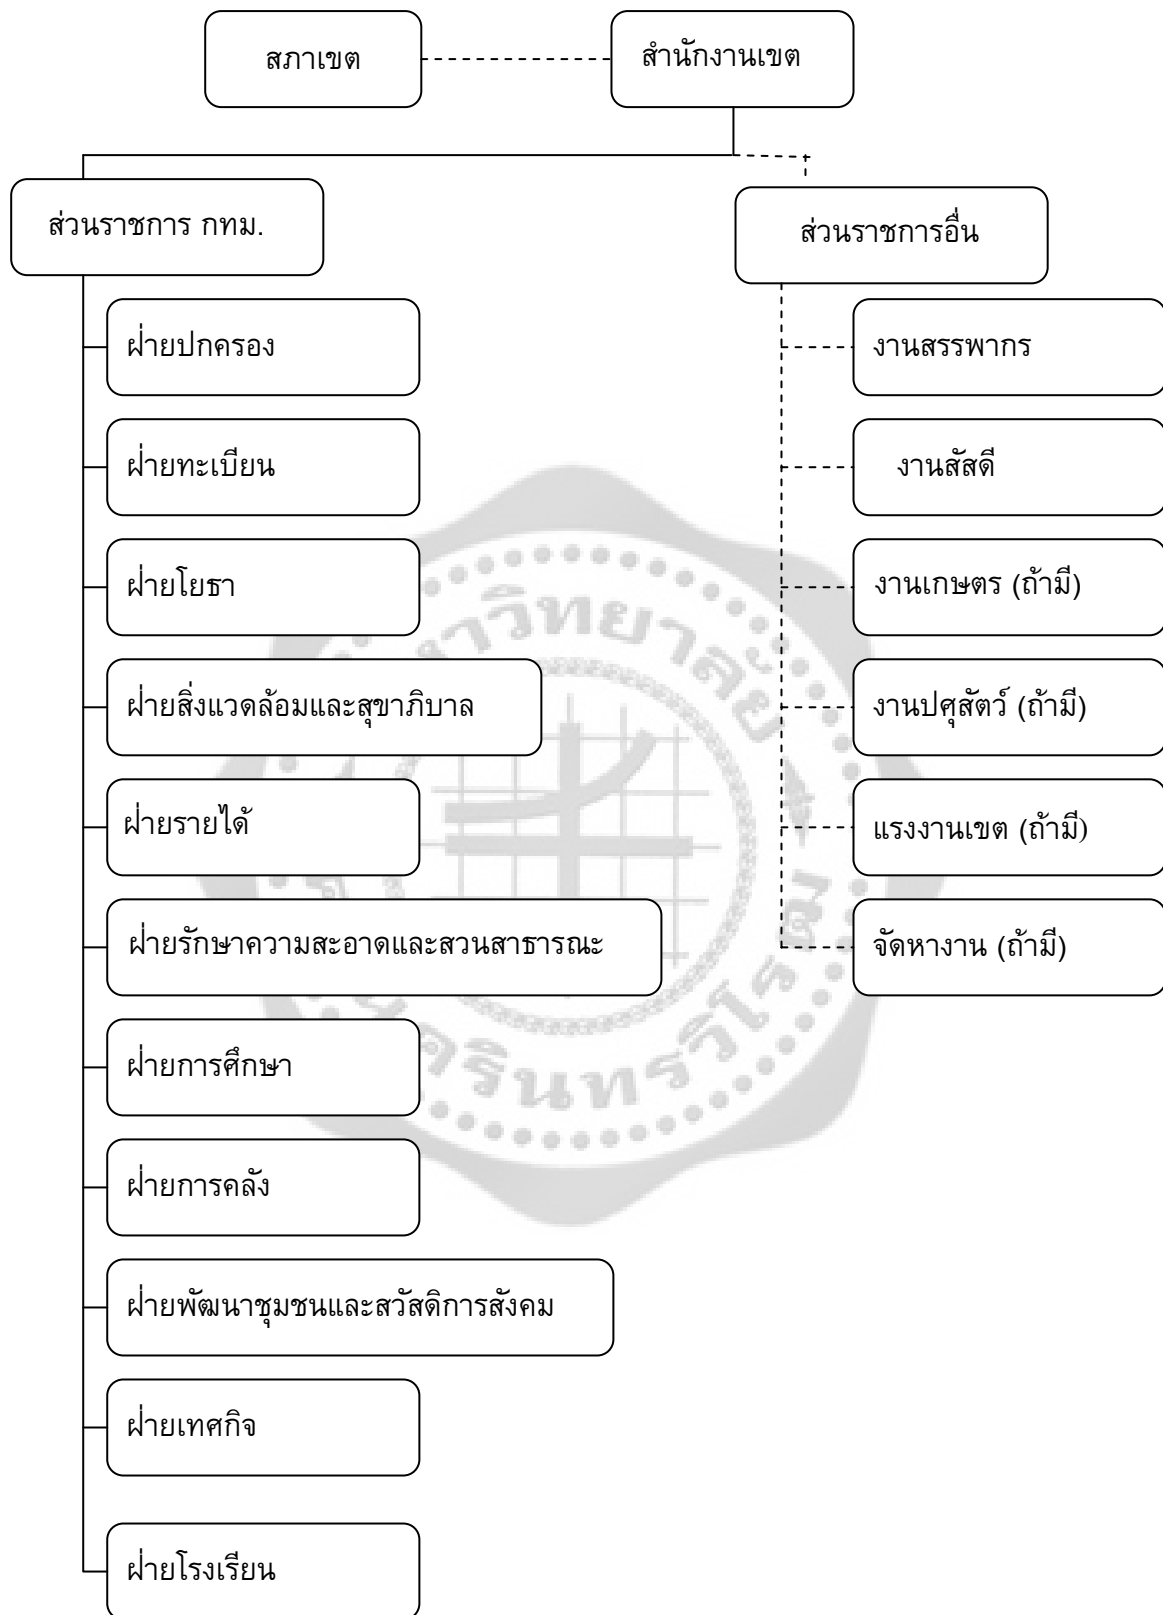 สภาเขต
สำนักงานเขต
ส่วนราชการ กทม.
ส่วนราชการอื่น
ฝ่ายปกครอง
ฝ่ายทะเบียน
ฝ่ายโยธา
ฝ่ายสิ่งแวดล้อมและสุขาภิบาล
ฝ่ายรายได้
ฝ่ายรักษาความสะอาดและสวนสาธารณะ
ฝ่ายการศึกษา
ฝ่ายการคลัง
ฝ่ายพัฒนาชุมชนและสวัสดิการสังคม
ฝ่ายเทศกิจ
ฝ่ายโรงเรียน
งานสรรพากร
งานสัสดี
งานเกษตร (ถ้ามี)
งานปศุสัตว์ (ถ้ามี)
แรงงานเขต (ถ้ามี)
จัดหางาน (ถ้ามี)